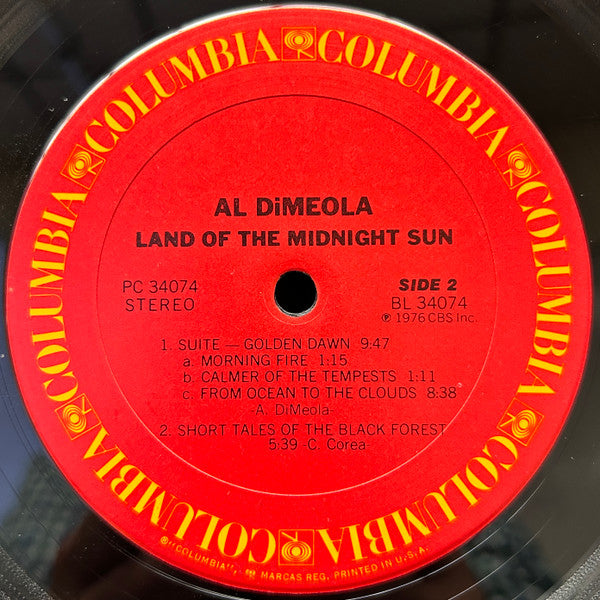 COLUMBIA COLUMBIA COLUMBIA COLUMBIA COLUMBIA COLUMBIA COLUMBIA COLUMBIA
AL DiMEOLA
LAND OF THE MIDNIGHT SUN
PC 34074
STEREO
SIDE 2
BL 34074
℗ 1976 CBS Inc.
1. SUITE — GOLDEN DAWN 9:47
a. MORNING FIRE 1:15
b. CALMER OF THE TEMPESTS 1:11
c. FROM OCEAN TO THE CLOUDS 8:38
-A. DiMeola-
2. SHORT TALES OF THE BLACK FOREST
5:39 -C. Corea-
®"COLUMBIA", MARCAS REG. PRINTED IN U.S.A.